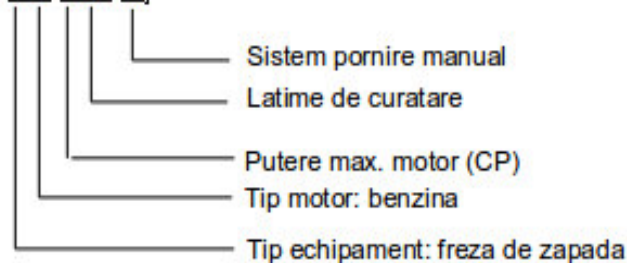 Sistem pornire manual
Latime de curatare
Putere max. motor (CP)
Tip motor: benzina
Tip echipament: freza de zapada